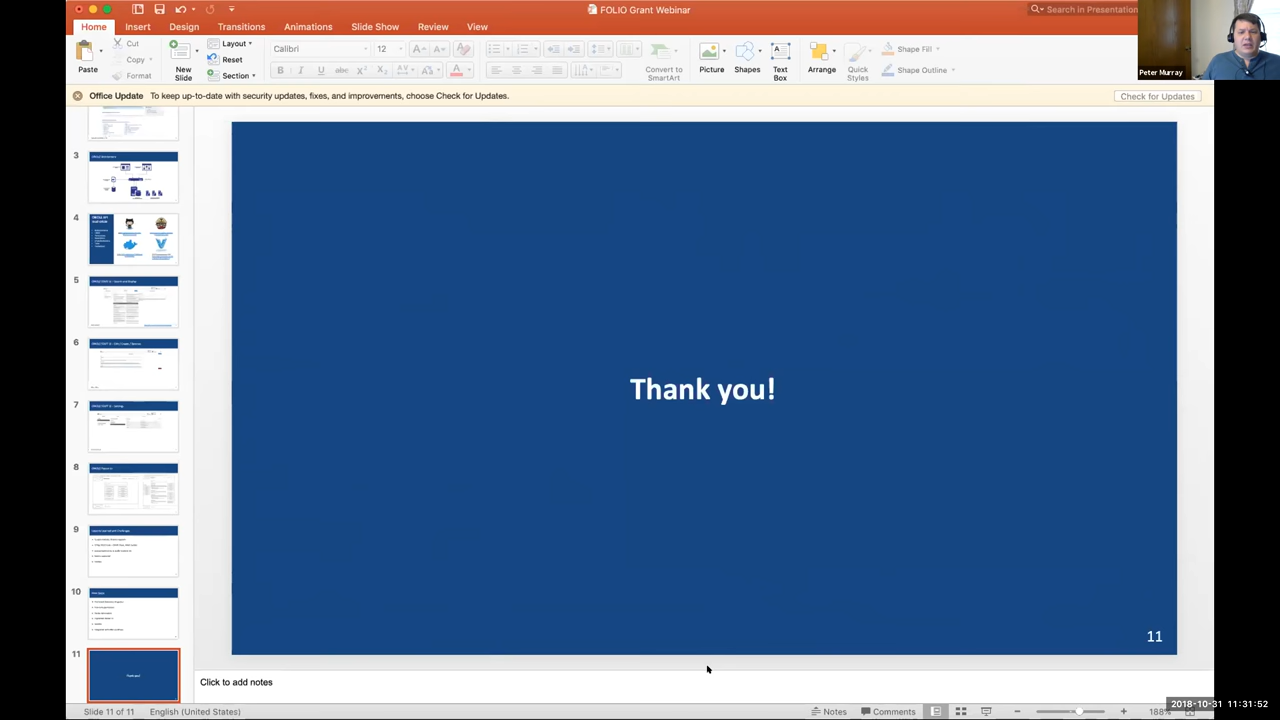 FOLIO Grant Webinar
Search in Presentation
Home Insert Design Transitions Animations Slide Show Review View
Paste
Cut
Copy
Format
New Slide
Layout
Reset
Section
Calibri 12
Convert to SmartArt
Picture
Shapes
Text Box
Arrange
Quick Styles
Shape Fill
Shape Outline
Peter Murray
Office Update To keep up-to-date with security updates, fixes, and improvements, choose Check for Updates.
Check for Updates
3
4
5
6
7
8
9
10
11
Thank you!
Thank you!
11
Click to add notes
Slide 11 of 11 English (United States)
Notes Comments
188%
2018-10-31 11:31:52